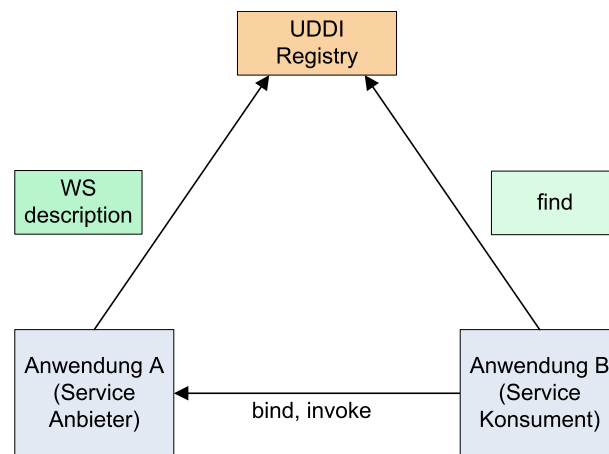 UDDI
Registry
WS
description
find
Anwendung A
(Service
Anbieter)
bind, invoke
Anwendung B
(Service
Konsument)